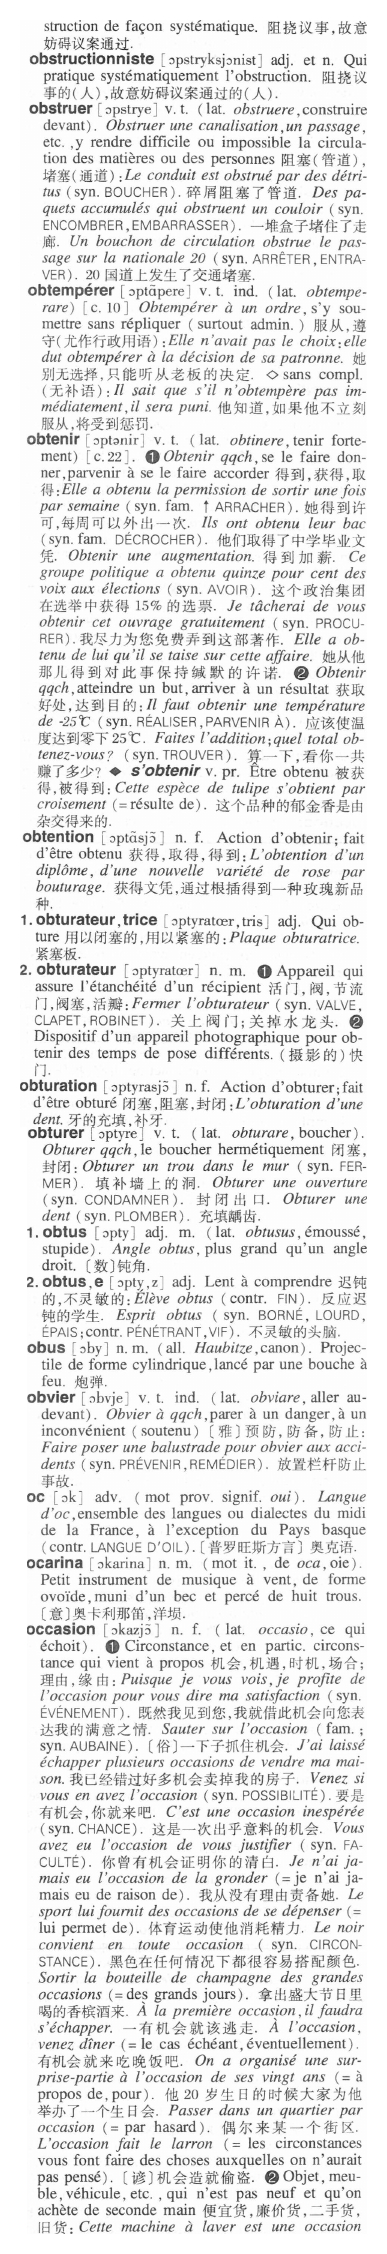 struction de façon systématique. 阻挠议事,故意
妨碍议案通过.
obstructionniste [ɔpstryksjɔnist] adj. et n. Qui
pratique systématiquement l'obstruction. 阻挠议
事的(人),故意妨碍议案通过的(人).
obstruer [ɔpstrye] v. t. (lat. obstruere,construire
devant). Obstruer une canalisation,un passage,
etc. ,y rendre difficile ou impossible la circula-
tion des matières ou des personnes 阻塞(管道),
堵塞(通道):Le conduit est obstrué par des détri-
tus (syn. BOUCHER). 碎屑阻塞了管道. Des pa-
quets accumulés qui obstruent un couloir (syn.
ENCOMBRER,EMBARRASSER). 一堆盒子堵住了走
廊. Un bouchon de circulation obstrue le pas-
sage sur la nationale 20 (syn. ARRÊTER,ENTRA-
VER). 20 国道上发生了交通堵塞.
obtempérer [ɔptɑ̃pere] v. t. ind. (lat. obtempe-
rare) [c. 10] Obtempérer à un ordre,s'y sou-
mettre sans répliquer (surtout admin.) 服从,遵
守(尤作行政用语):Elle n'avait pas le choix;elle
dut obtempérer à la décision de sa patronne. 她
别无选择,只能听从老板的决定. ◇ sans compl.
(无补语):Il sait que s'il n'obtempère pas im-
médiatement,il sera puni. 他知道,如果他不立刻
服从,将受到惩罚.
obtenir [ɔptənir] v. t. (lat. obtinere,tenir forte-
ment) [c.22]. ❶ Obtenir qqch,se le faire don-
ner,parvenir à se le faire accorder 得到,获得,取
得:Elle a obtenu la permission de sortir une fois
par semaine (syn. fam. ↑ ARRACHER). 她得到许
可,每周可以外出一次. Ils ont obtenu leur bac
(syn. fam. DÉCROCHER). 他们取得了中学毕业文
凭. Obtenir une augmentation. 得到加薪. Ce
groupe politique a obtenu quinze pour cent des
voix aux élections (syn. AVOIR). 这个政治集团
在选举中获得 15% 的选票. Je tâcherai de vous
obtenir cet ouvrage gratuitement (syn. PROCU-
RER). 我尽力为您免费弄到这部著作. Elle a ob-
tenu de lui qu'il se taise sur cette affaire. 她从他
那儿得到对此事保持缄默的许诺. ❷ Obtenir
qqch,atteindre un but,arriver à un résultat 获取
好处,达到目的:Il faut obtenir une température
de -25℃ (syn. RÉALISER,PARVENIR À). 应该使温
度达到零下 25℃. Faites l'addition;quel total ob-
tenez-vous? (syn. TROUVER). 算一下,看你一共
赚了多少? ◆ s'obtenir v. pr. Être obtenu 被获
得,被得到:Cette espèce de tulipe s'obtient par
croisement (=résulte de). 这个品种的郁金香是由
杂交得来的.
obtention [ɔptɑ̃sjɔ̃] n. f. Action d'obtenir; fait
d'être obtenu 获得,取得,得到:L'obtention d'un
diplôme, d'une nouvelle variété de rose par
bouturage. 获得文凭,通过根插得到一种玫瑰新品
种.
1. obturateur,trice [ɔptyratœr,tris] adj. Qui ob-
ture 用以闭塞的,用以紧塞的:Plaque obturatrice.
紧塞板.
2. obturateur [ɔptyratœr] n. m. ❶ Appareil qui
assure l'étanchéité d'un récipient 活门,阀,节流
门,阀塞,活瓣:Fermer l'obturateur (syn. VALVE,
CLAPET,ROBINET). 关上阀门;关掉水龙头. ❷
Dispositif d'un appareil photographique pour ob-
tenir des temps de pose différents. (摄影的)快
门.
obturation [ɔptyrasjɔ̃] n. f. Action d'obturer;fait
d'être obturé 闭塞,阻塞,封闭:L'obturation d'une
dent. 牙的充填,补牙.
obturer [ɔptyre] v. t. (lat. obturare,boucher).
Obturer qqch,le boucher hermétiquement 闭塞,
封闭:Obturer un trou dans le mur (syn. FER-
MER). 填补墙上的洞. Obturer une ouverture
(syn. CONDAMNER). 封闭出口. Obturer une
dent (syn. PLOMBER). 充填龋齿.
1. obtus [ɔpty] adj. m. (lat. obtusus,émoussé,
stupide). Angle obtus,plus grand qu'un angle
droit. 〔数〕钝角.
2. obtus,e [ɔpty,z] adj. Lent à comprendre 迟钝
的,不灵敏的:Élève obtus (contr. FIN). 反应迟
钝的学生. Esprit obtus (syn. BORNÉ, LOURD,
ÉPAIS;contr. PÉNÉTRANT,VIF). 不灵敏的头脑.
obus [ɔby] n. m. (all. Haubitze,canon). Projec-
tile de forme cylindrique,lancé par une bouche à
feu. 炮弹.
obvier [ɔbvje] v. t. ind. (lat. obviare, aller au-
devant). Obvier à qqch,parer à un danger,à un
inconvénient (soutenu) 〔雅〕预防,防备,防止:
Faire poser une balustrade pour obvier aux acci-
dents (syn. PRÉVENIR,REMÉDIER). 放置栏杆防止
事故.
oc [ɔk] adv. (mot prov. signif. oui). Langue
d'oc,ensemble des langues ou dialectes du midi
de la France, à l'exception du Pays basque
(contr. LANGUE D'OIL).〔普罗旺斯方言〕奥克语.
ocarina [ɔkarina] n. m. (mot it. , de oca,oie).
Petit instrument de musique à vent, de forme
ovoïde,muni d'un bec et percé de huit trous.
〔意〕奥卡利那笛,洋埙.
occasion [ɔkazjɔ̃] n. f. (lat. occasio, ce qui
échoit). ❶ Circonstance, et en partic. circons-
tance qui vient à propos 机会,机遇,时机,场合;
理由,缘由:Puisque je vous vois,je profite de
l'occasion pour vous dire ma satisfaction (syn.
ÉVÉNEMENT). 既然我见到您,我就借此机会向您表
达我的满意之情. Sauter sur l'occasion (fam. ;
syn. AUBAINE). 〔俗〕一下子抓住机会. J'ai laissé
échapper plusieurs occasions de vendre ma mai-
son. 我已经错过好多机会卖掉我的房子. Venez si
vous en avez l'occasion (syn. POSSIBILITÉ). 要是
有机会,你就来吧. C'est une occasion inespérée
(syn. CHANCE). 这是一次出乎意料的机会. Vous
avez eu l'occasion de vous justifier (syn. FA-
CULTÉ). 你曾有机会证明你的清白. Je n'ai ja-
mais eu l'occasion de la gronder (=je n'ai ja-
mais eu de raison de). 我从没有理由责备她. Le
sport lui fournit des occasions de se dépenser (=
lui permet de). 体育运动使他消耗精力. Le noir
convient en toute occasion (syn. CIRCON-
STANCE). 黑色在任何情况下都很容易搭配颜色.
Sortir la bouteille de champagne des grandes
occasions (=des grands jours). 拿出盛大节日里
喝的香槟酒来. À la première occasion,il faudra
s'échapper. 一有机会就该逃走. À l'occasion,
venez dîner (=le cas échéant,éventuellement).
有机会就来吃晚饭吧. On a organisé une sur-
prise-partie à l'occasion de ses vingt ans (=à
propos de,pour). 他 20 岁生日的时候大家为他
举办了一个生日会. Passer dans un quartier par
occasion (= par hasard). 偶尔来某一个街区.
L'occasion fait le larron (= les circonstances
vous font faire des choses auxquelles on n'aurait
pas pensé). 〔谚〕机会造就偷盗. ❷ Objet, meu-
ble,véhicule, etc. , qui n'est pas neuf et qu'on
achète de seconde main 便宜货,廉价货,二手货,
旧货:Cette machine à laver est une occasion